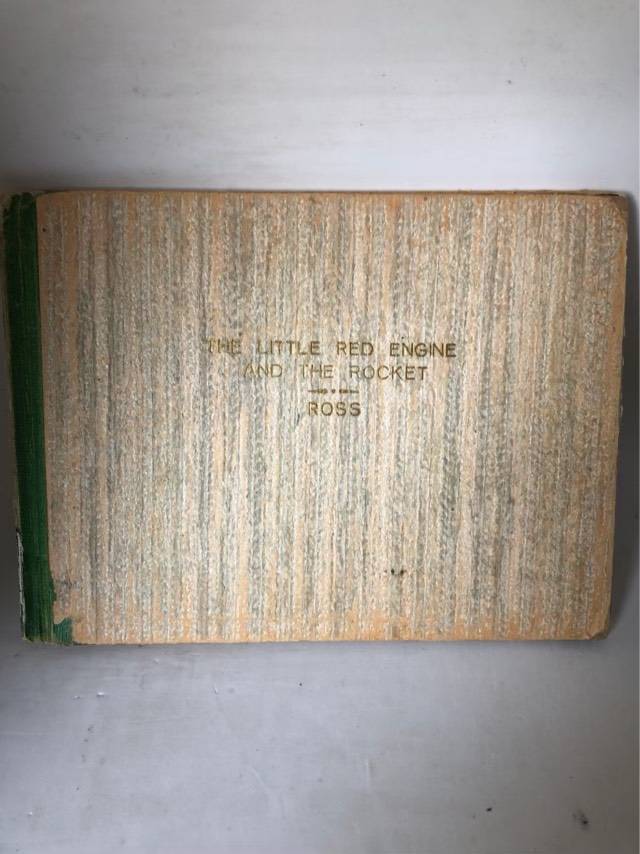 THE LITTLE RED ENGINE
AND THE ROCKET
ROSS